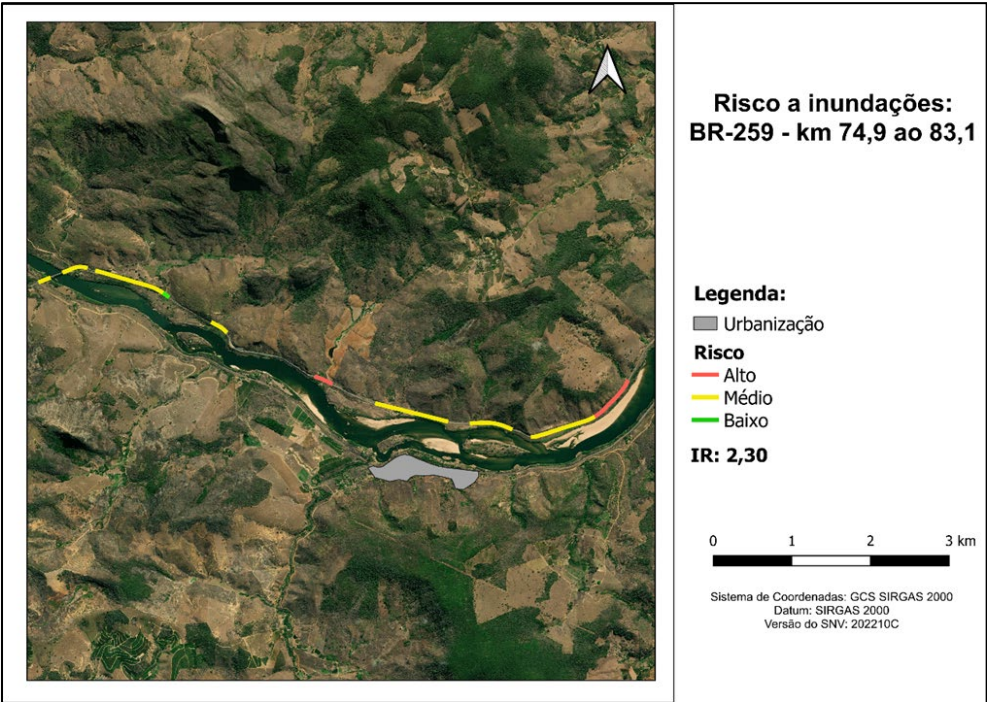 Risco a inundações:
BR-259 - km 74,9 ao 83,1
Legenda:
Urbanização
Risco
Alto
Médio
Baixo
IR: 2,30
0 1 2 3 km
Sistema de Coordenadas: GCS SIRGAS 2000
Datum: SIRGAS 2000
Versão do SNV: 202210C